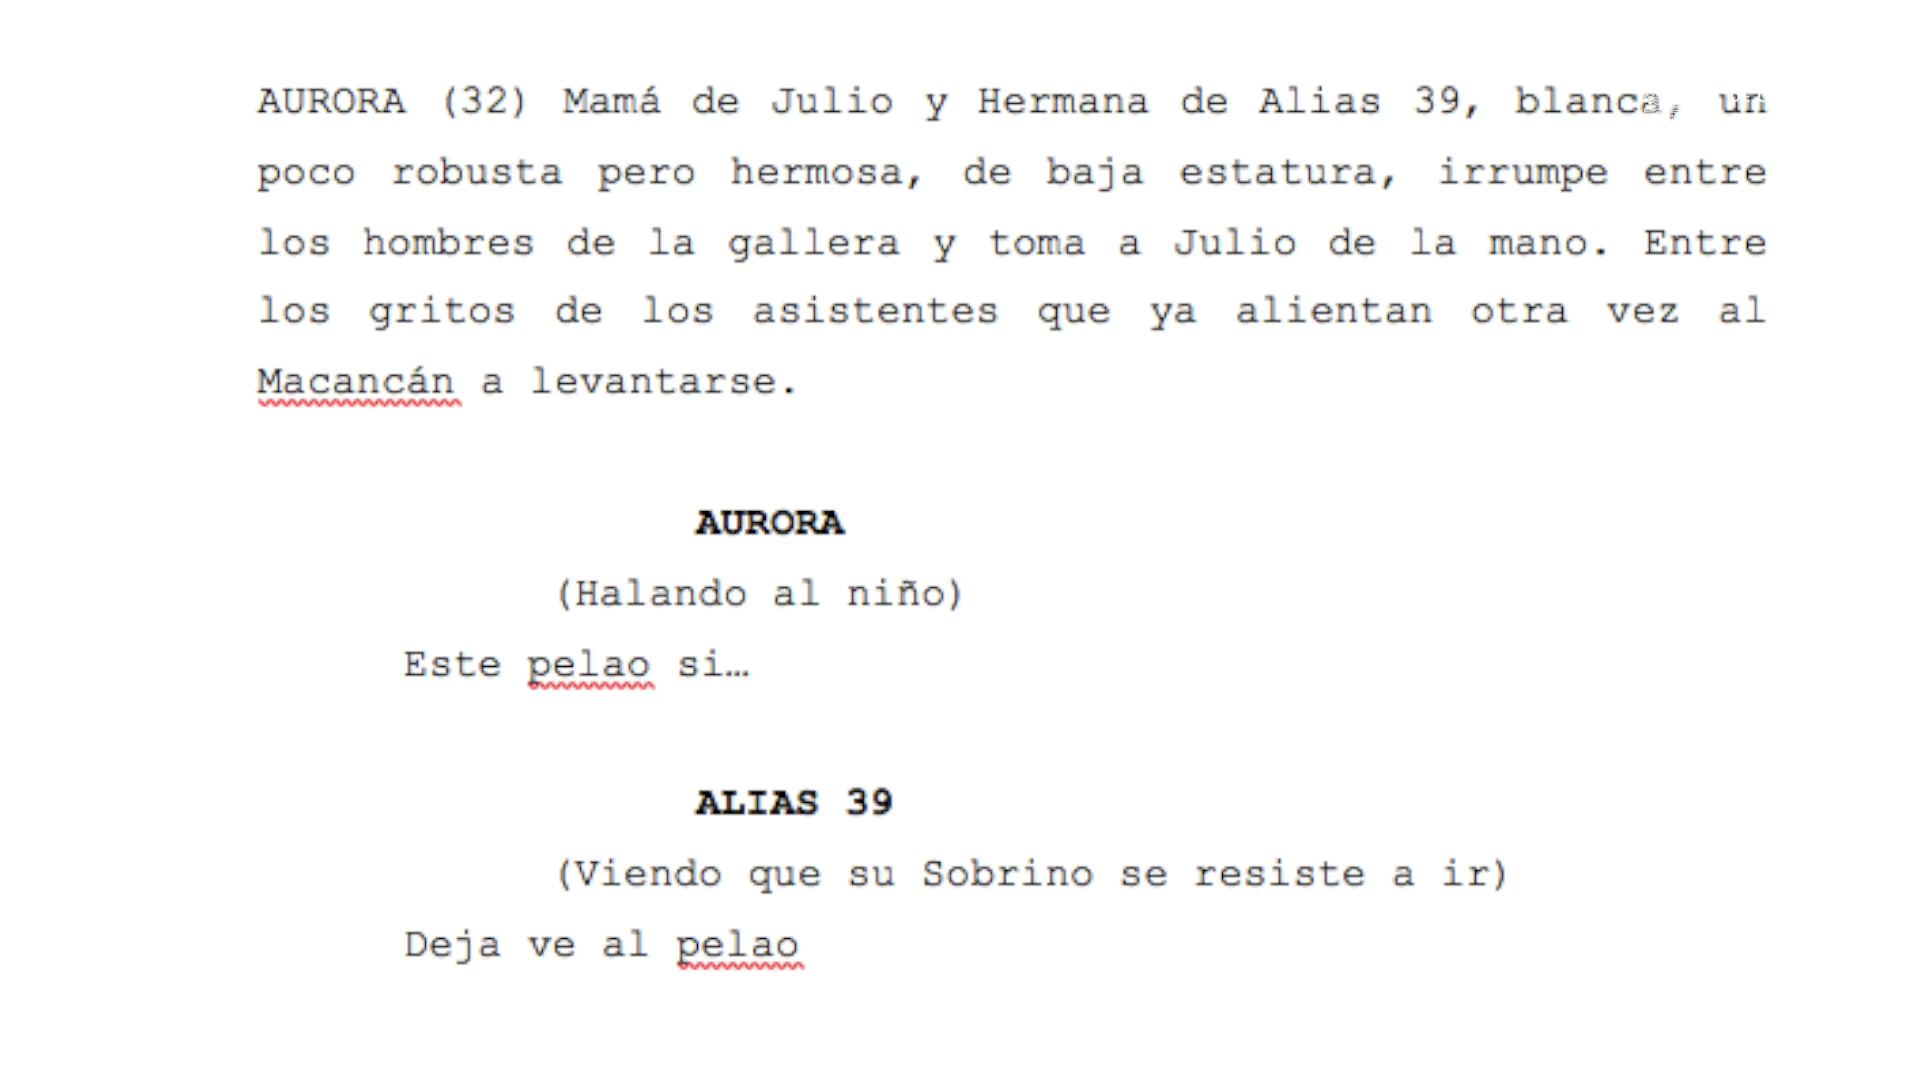 AURORA (32) Mamá de Julio y Hermana de Alias 39, blanca, un
poco robusta pero hermosa, de baja estatura, irrumpe entre
los hombres de la gallera y toma a Julio de la mano. Entre
los gritos de los asistentes que ya alientan otra vez al
Macancán a levantarse.
AURORA
(Halando al niño)
Este pelao si…
ALIAS 39
(Viendo que su Sobrino se resiste a ir)
Deja ve al pelao